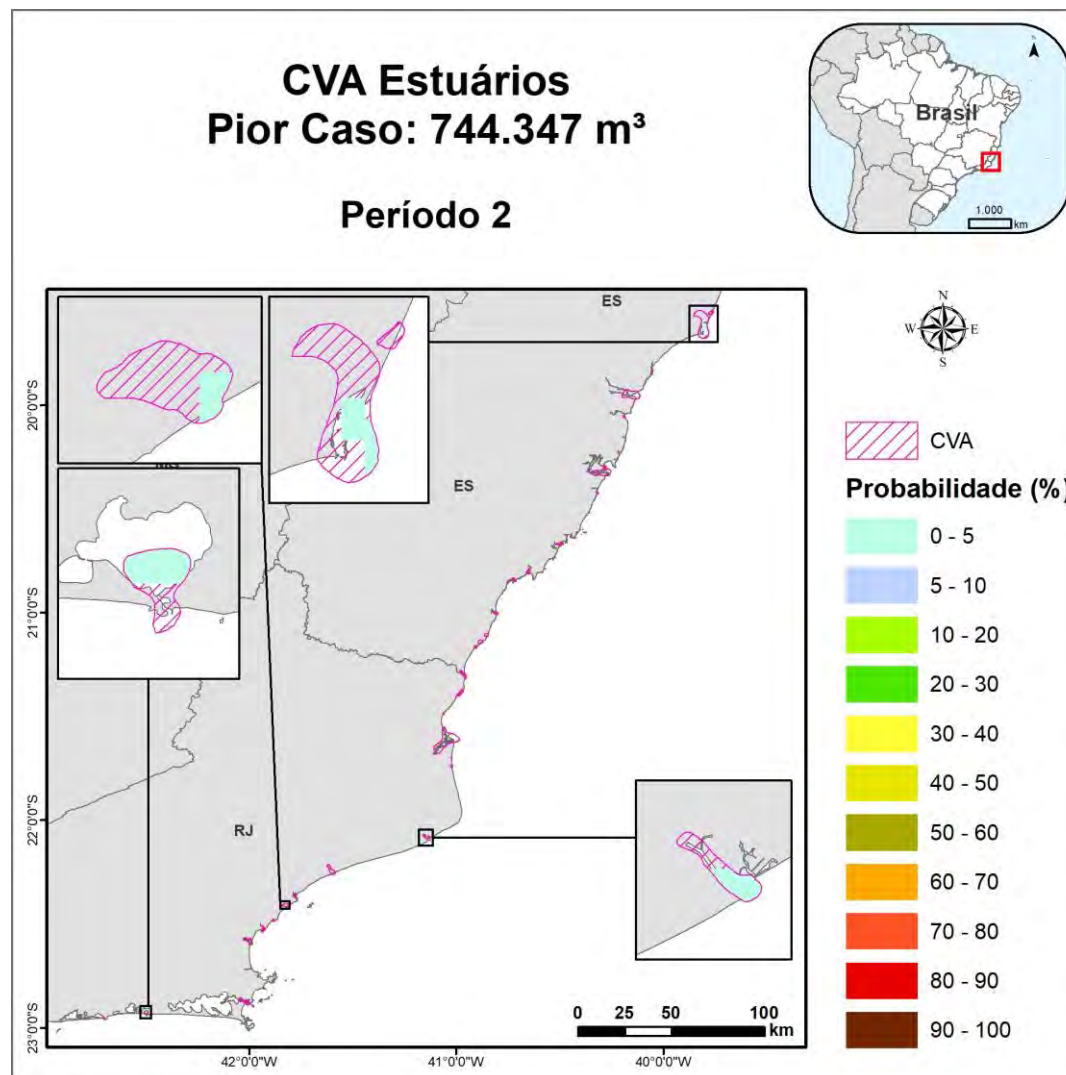 CVA Estuários
Pior Caso: 744.347 m³
Período 2
N
Brasil
1.000
km
ES
ES
RJ
20°0'0"S
21°0'0"S
22°0'0"S
23°0'0"S
42°0'0"W
41°0'0"W
40°0'0"W
0 25 50 100
km
N
W E
S
CVA
Probabilidade (%)
0 - 5
5 - 10
10 - 20
20 - 30
30 - 40
40 - 50
50 - 60
60 - 70
70 - 80
80 - 90
90 - 100